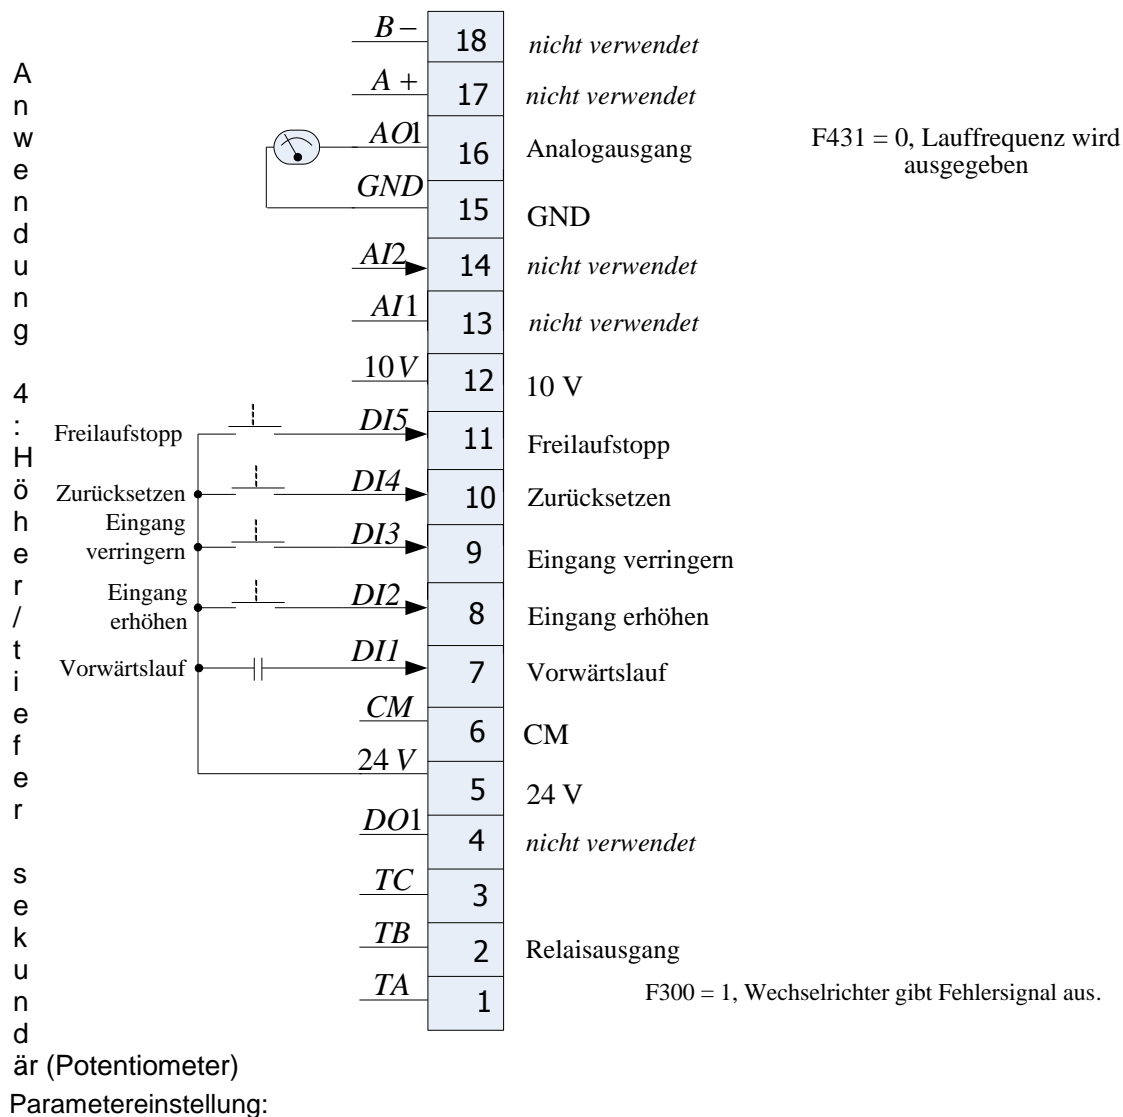 Anwendung 4:Höher/tiefer sekundär (Potentiometer)
B − 18 nicht verwendet
A + 17 nicht verwendet
AO1 16 Analogausgang F431 = 0, Lauffrequenz wird
ausgegeben
GND 15 GND
AI2 14 nicht verwendet
AI1 13 nicht verwendet
10V 12 10 V
Freilaufstopp DI5 11 Freilaufstopp
Zurücksetzen DI4 10 Zurücksetzen
Eingang
verringern DI3 9 Eingang verringern
Eingang
erhöhen DI2 8 Eingang erhöhen
Vorwärtslauf DI1 7 Vorwärtslauf
CM 6 CM
24 V 5 24 V
DO1 4 nicht verwendet
TC 3
TB 2 Relaisausgang
TA 1 F300 = 1, Wechselrichter gibt Fehlersignal aus.
Parametereinstellung: